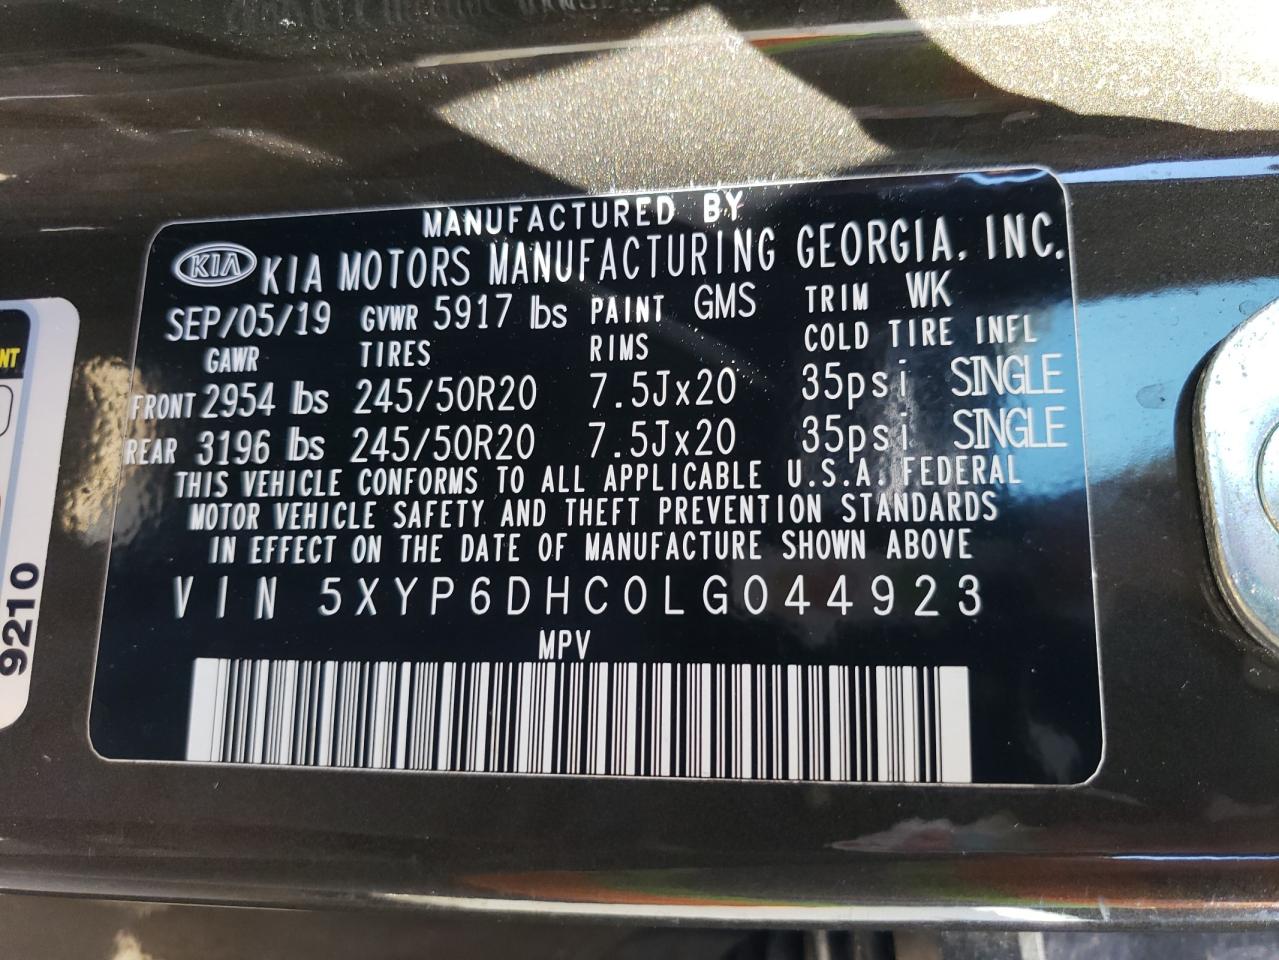 MANUFACTURED BY
KIA KIA MOTORS MANUFACTURING GEORGIA, INC.
SEP/05/19 GVWR 5917 lbs PAINT GMS TRIM WK
GAWR TIRES RIMS COLD TIRE INFL
FRONT 2954 lbs 245/50R20 7.5Jx20 35psi SINGLE
REAR 3196 lbs 245/50R20 7.5Jx20 35psi SINGLE
THIS VEHICLE CONFORMS TO ALL APPLICABLE U.S.A. FEDERAL
MOTOR VEHICLE SAFETY AND THEFT PREVENTION STANDARDS
IN EFFECT ON THE DATE OF MANUFACTURE SHOWN ABOVE
VIN 5XYP6DHC0LG044923
MPV
9210